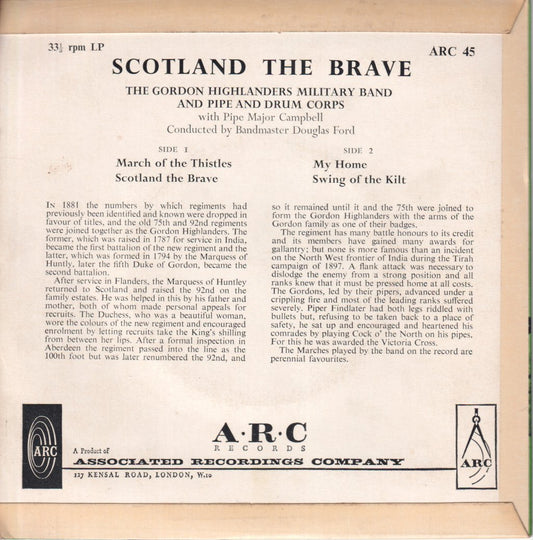 33⅓ rpm LP
ARC 45
SCOTLAND THE BRAVE
THE GORDON HIGHLANDERS MILITARY BAND
AND PIPE AND DRUM CORPS
with Pipe Major Campbell
Conducted by Bandmaster Douglas Ford
SIDE 1
March of the Thistles
Scotland the Brave
SIDE 2
My Home
Swing of the Kilt
IN 1881 the numbers by which regiments had
previously been identified and known were dropped in
favour of titles, and the old 75th and 92nd regiments
were joined together as the Gordon Highlanders. The
former, which was raised in 1787 for service in India,
became the first battalion of the new regiment and the
latter, which was formed in 1794 by the Marquess of
Huntly, later the fifth Duke of Gordon, became the
second battalion.
After service in Flanders, the Marquess of Huntley
returned to Scotland and raised the 92nd on the
family estates. He was helped in this by his father and
mother, both of whom made personal appeals for
recruits. The Duchess, who was a beautiful woman,
wore the colours of the new regiment and encouraged
enrolment by letting recruits take the King's shilling
from between her lips. After a formal inspection in
Aberdeen the regiment passed into the line as the
100th foot but was later renumbered the 92nd, and
so it remained until it and the 75th were joined to
form the Gordon Highlanders with the arms of the
Gordon family as one of their badges.
The regiment has many battle honours to its credit
and its members have gained many awards for
gallantry; but none is more famous than an incident
on the North West frontier of India during the Tirah
campaign of 1897. A flank attack was necessary to
dislodge the enemy from a strong position and all
ranks knew that it must be pressed home at all costs.
The Gordons, led by their pipers, advanced under a
crippling fire and most of the leading ranks suffered
severely. Piper Findlater had both legs riddled with
bullets but, refusing to be taken back to a place of
safety, he sat up and encouraged and heartened his
comrades by playing Cock o' the North on his pipes.
For this he was awarded the Victoria Cross.
The Marches played by the band on the record are
perennial favourites.
ARC
A·R·C
RECORDS
A Product of
ASSOCIATED RECORDINGS COMPANY
227 KENSAL ROAD, LONDON, W.10
ARC